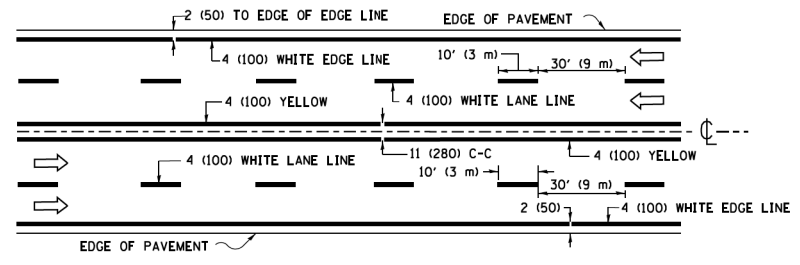 2 (50) TO EDGE OF EDGE LINE
EDGE OF PAVEMENT
4 (100) WHITE EDGE LINE
10' (3 m)
30' (9 m)
4 (100) YELLOW
4 (100) WHITE LANE LINE
℄
4 (100) WHITE LANE LINE
11 (280) C-C
4 (100) YELLOW
10' (3 m)
30' (9 m)
2 (50)
4 (100) WHITE EDGE LINE
EDGE OF PAVEMENT